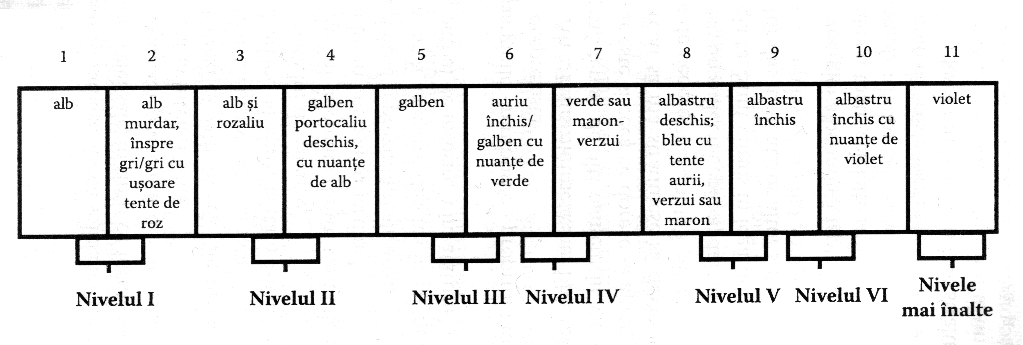 1 2 3 4 5 6 7 8 9 10 11
alb
alb
murdar,
înspre
gri/gri cu
ușoare
tente de
roz
alb și
rozaliu
galben
portocaliu
deschis,
cu nuanțe
de alb
galben
auriu
închis/
galben cu
nuanțe de
verde
verde sau
maron-
verzui
albastru
deschis;
bleu cu
tente
aurii,
verzui sau
maron
albastru
închis
albastru
închis cu
nuanțe de
violet
violet
Nivelul I
Nivelul II
Nivelul III
Nivelul IV
Nivelul V
Nivelul VI
Nivele
mai înalte